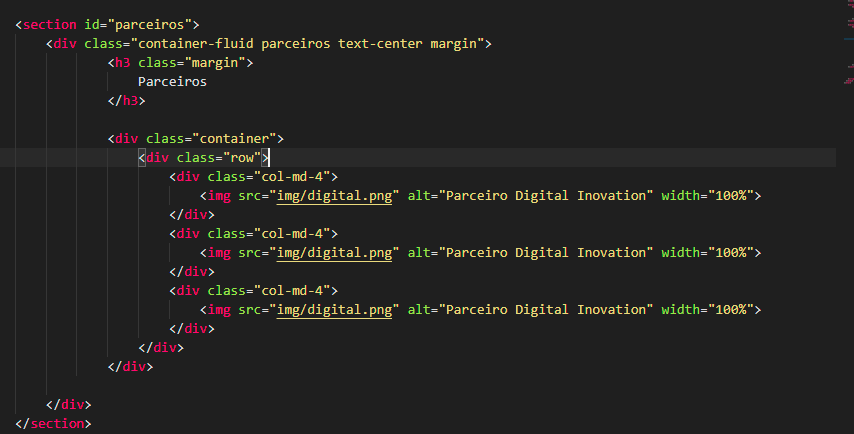 <section id="parceiros">
<div class="container-fluid parceiros text-center margin">
<h3 class="margin">
Parceiros
</h3>
<div class="container">
<div class="row">
<div class="col-md-4">
<img src="img/digital.png" alt="Parceiro Digital Inovation" width="100%">
</div>
<div class="col-md-4">
<img src="img/digital.png" alt="Parceiro Digital Inovation" width="100%">
</div>
<div class="col-md-4">
<img src="img/digital.png" alt="Parceiro Digital Inovation" width="100%">
</div>
</div>
</div>
</div>
</section>